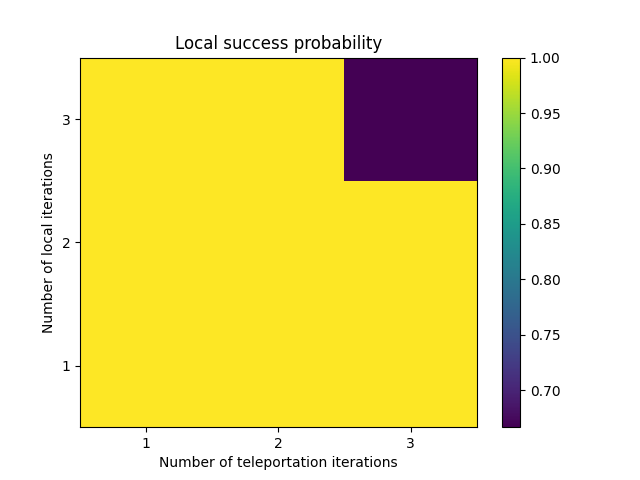 Local success probability
Number of local iterations
3
2
1
1 2 3
Number of teleportation iterations
1.00
0.95
0.90
0.85
0.80
0.75
0.70